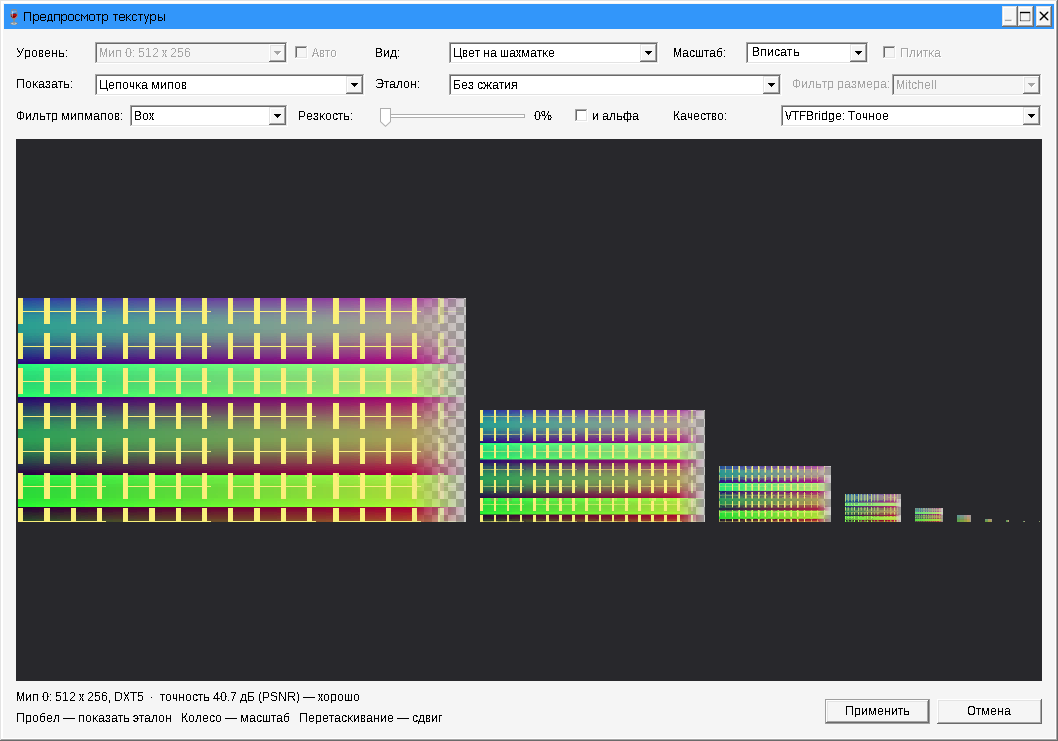 Предпросмотр текстуры
Уровень: Мип 0: 512 x 256 Авто Вид: Цвет на шахматке Масштаб: Вписать Плитка
Показать: Цепочка мипов Эталон: Без сжатия Фильтр размера: Mitchell
Фильтр мипмапов: Box Резкость: 0% и альфа Качество: VTFBridge: Точное
Мип 0: 512 x 256, DXT5 · точность 40.7 дБ (PSNR) — хорошо
Пробел — показать эталон Колесо — масштаб Перетаскивание — сдвиг
Применить Отмена